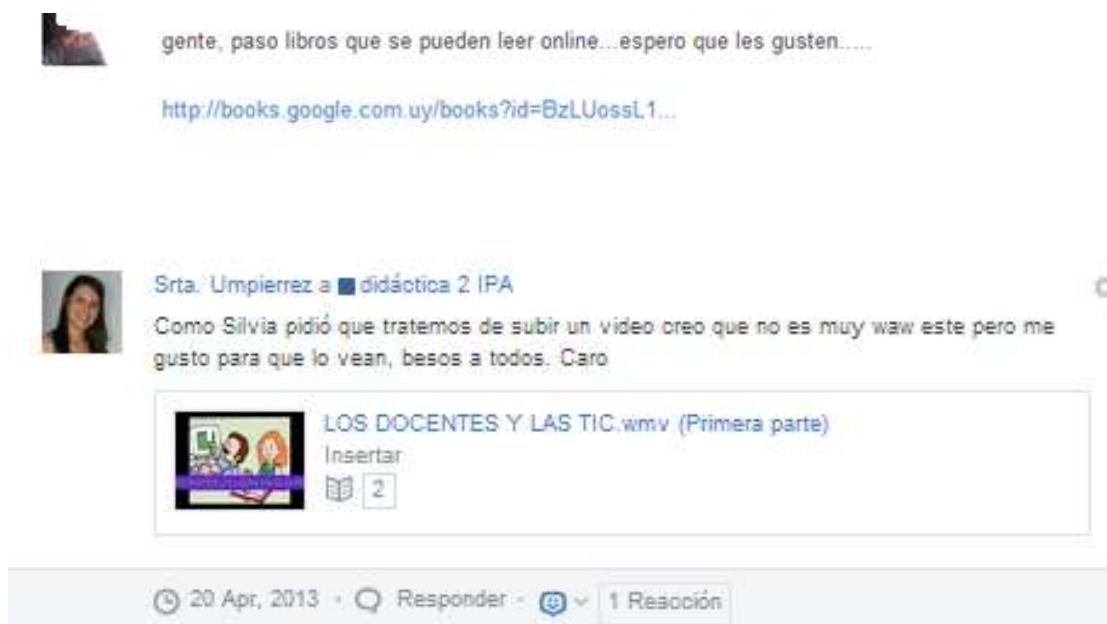 gente, paso libros que se pueden leer online...espero que les gusten.....
http://books.google.com.uy/books?id=BzLUossL1...
Srta. Umpierrez a didáctica 2 IPA
Como Silvia pidió que tratemos de subir un video creo que no es muy waw este pero me
gusto para que lo vean, besos a todos. Caro
LOS DOCENTES Y LAS TIC.wmv (Primera parte)
Insertar
2
20 Apr, 2013 · Responder · 1 Reacción